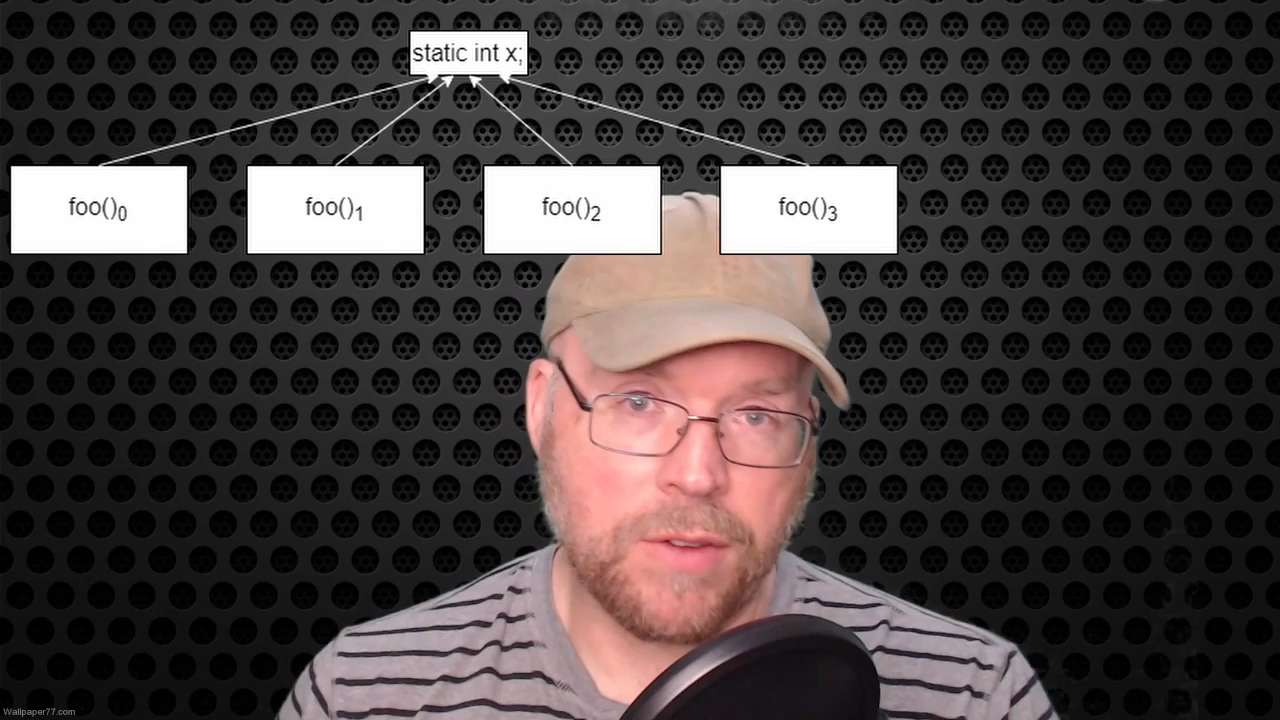 static int x;
foo()₀
foo()₁
foo()₂
foo()₃
Wallpaper77.com